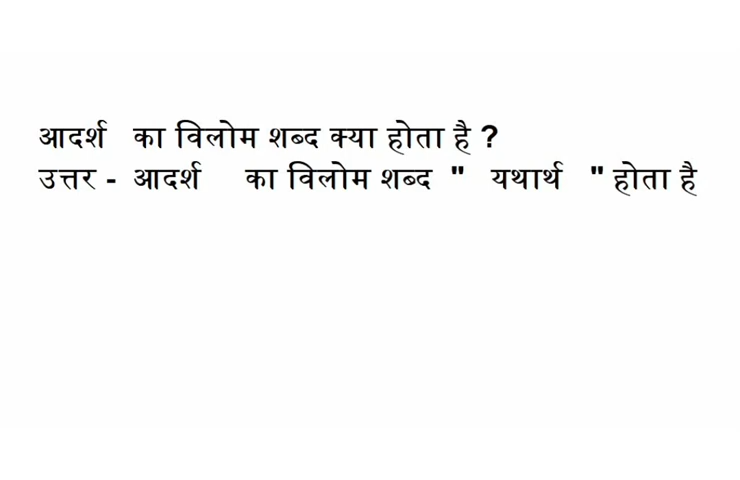 आदर्श का विलोम शब्द क्या होता है ?
उत्तर - आदर्श का विलोम शब्द " यथार्थ " होता है